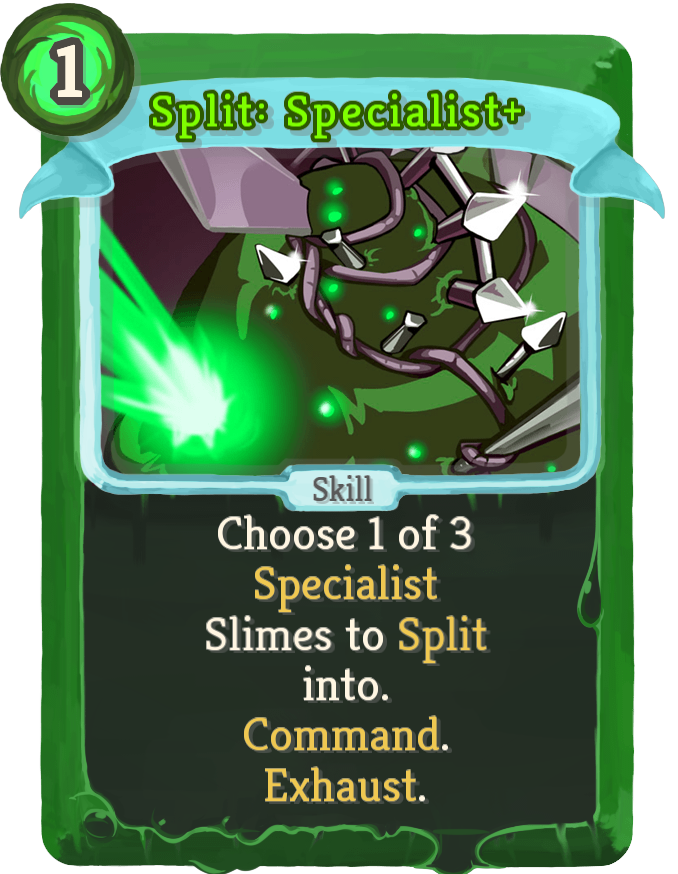 1
Split: Specialist+
Skill
Choose 1 of 3
Specialist
Slimes to Split
into.
Command.
Exhaust.